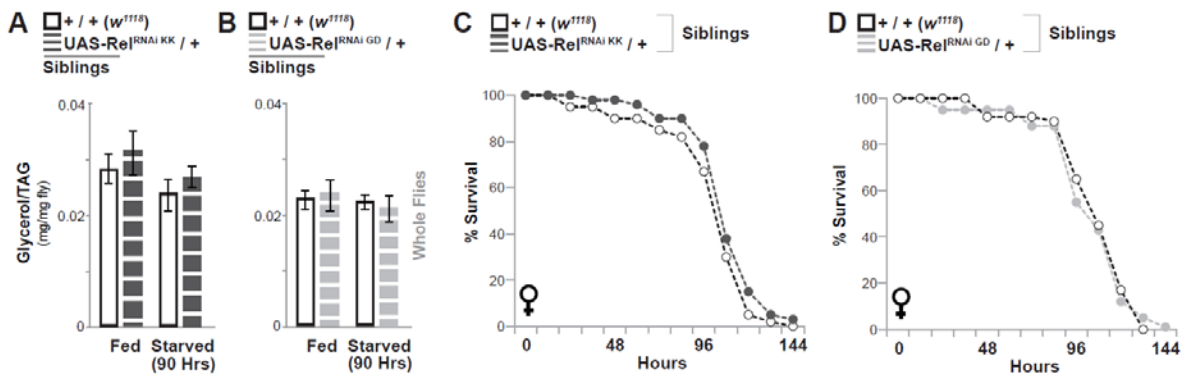 A
+ / + (w¹¹¹⁸)
UAS-Relᴿᴺᴬⁱ ᴷᴷ / +
Siblings
0.04
0.02
0
Glycerol/TAG
(mg/mg fly)
Fed
Starved
(90 Hrs)
B
+ / + (w¹¹¹⁸)
UAS-Relᴿᴺᴬⁱ ᴳᴰ / +
Siblings
0.04
0.02
0
Fed
Starved
(90 Hrs)
Whole Flies
C
+ / + (w¹¹¹⁸)
UAS-Relᴿᴺᴬⁱ ᴷᴷ / +
Siblings
% Survival
100
80
60
40
20
0
0 48 96 144
Hours
D
+ / + (w¹¹¹⁸)
UAS-Relᴿᴺᴬⁱ ᴳᴰ / +
Siblings
% Survival
100
80
60
40
20
0
0 48 96 144
Hours